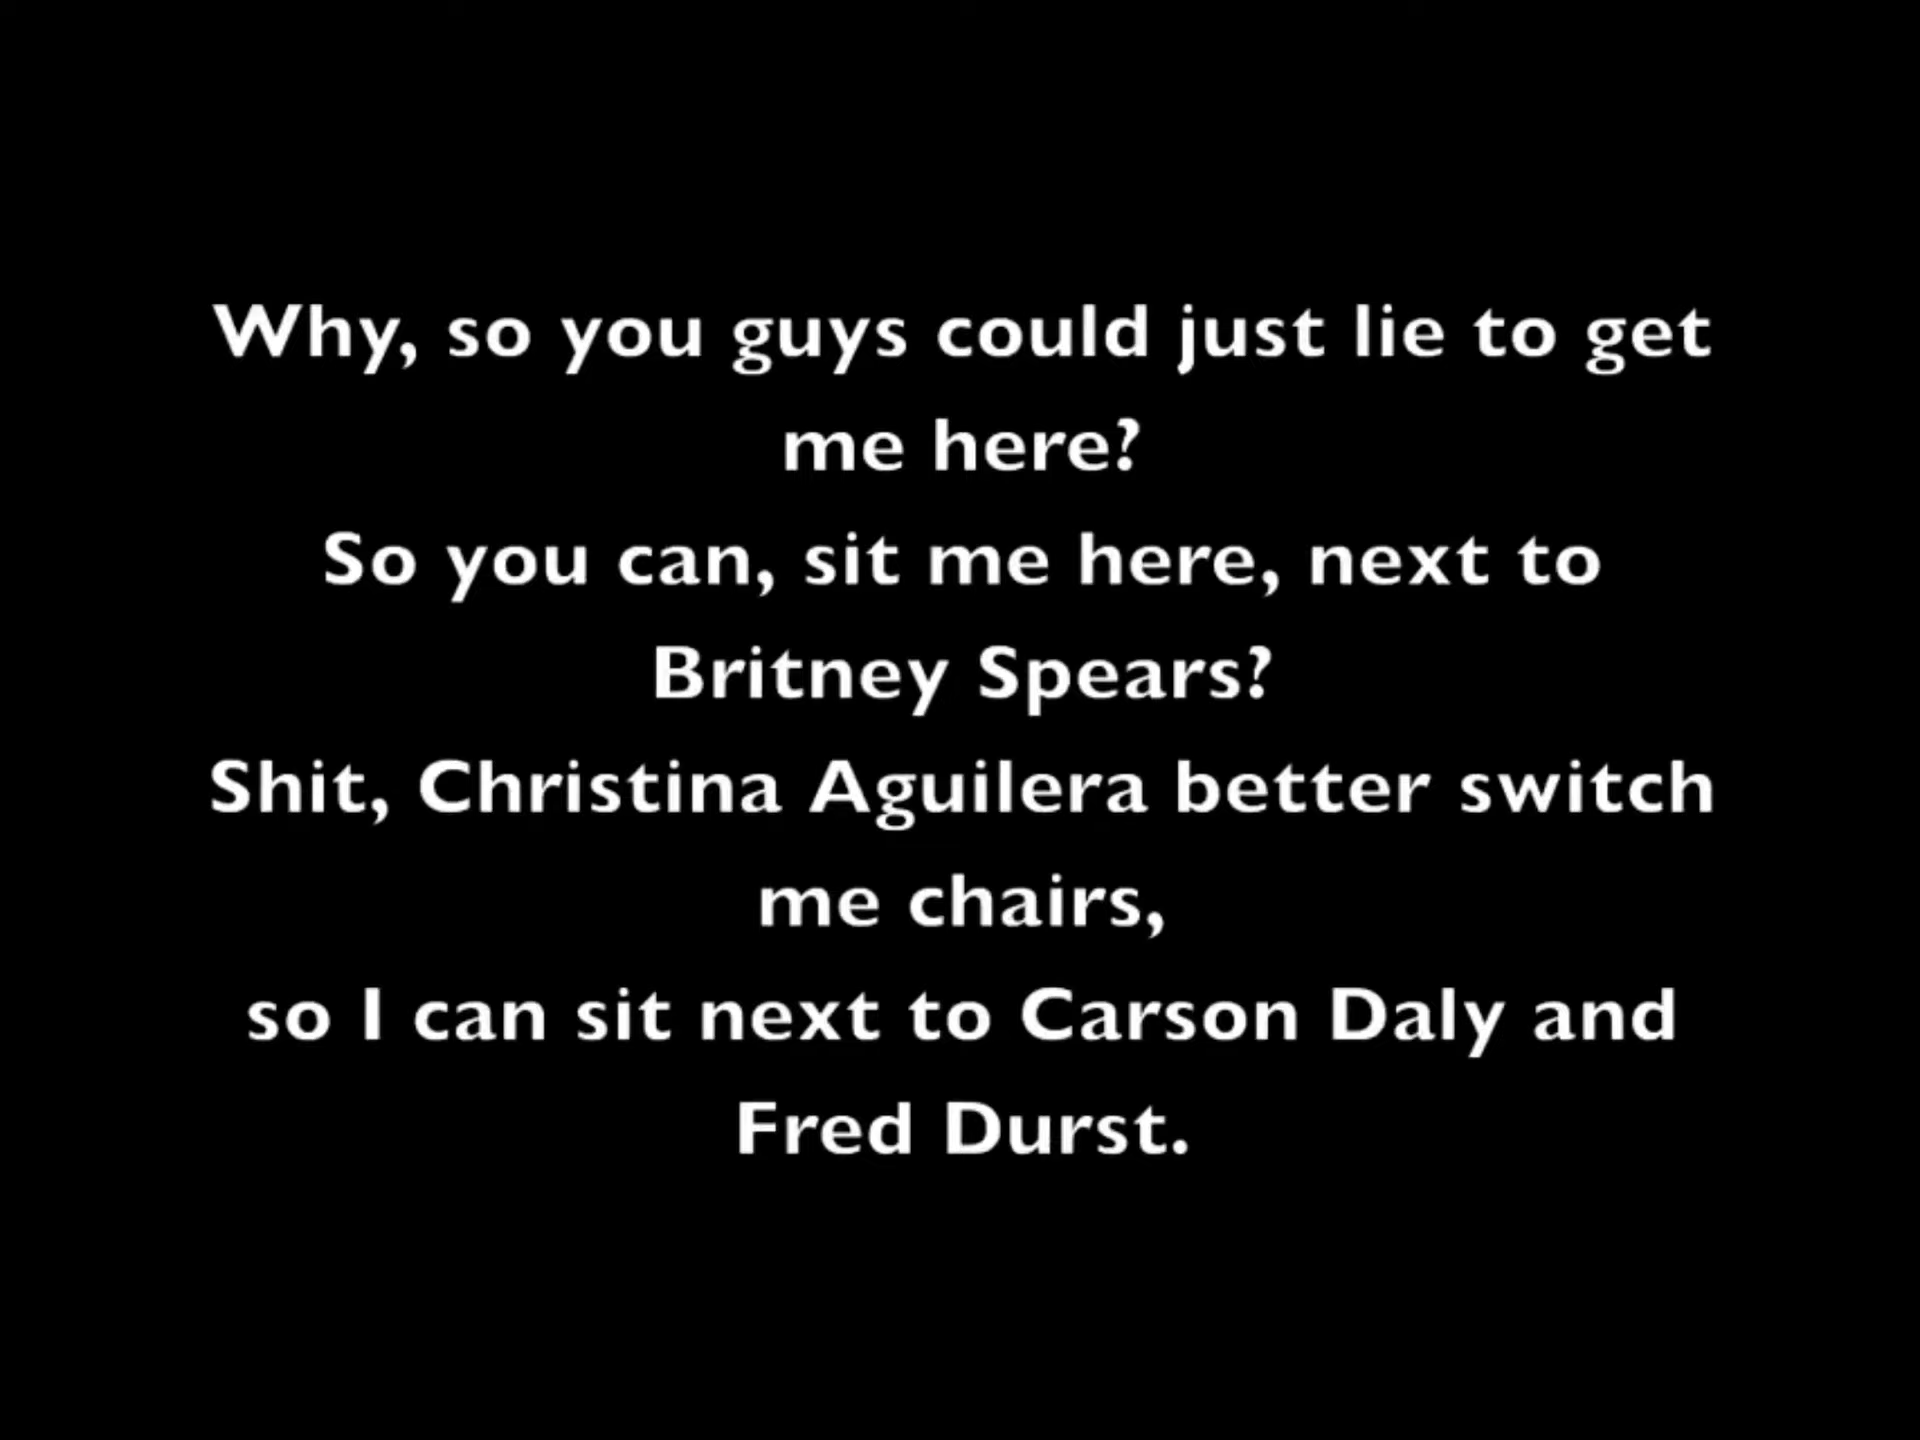 Why, so you guys could just lie to get
me here?
So you can, sit me here, next to
Britney Spears?
Shit, Christina Aguilera better switch
me chairs,
so I can sit next to Carson Daly and
Fred Durst.